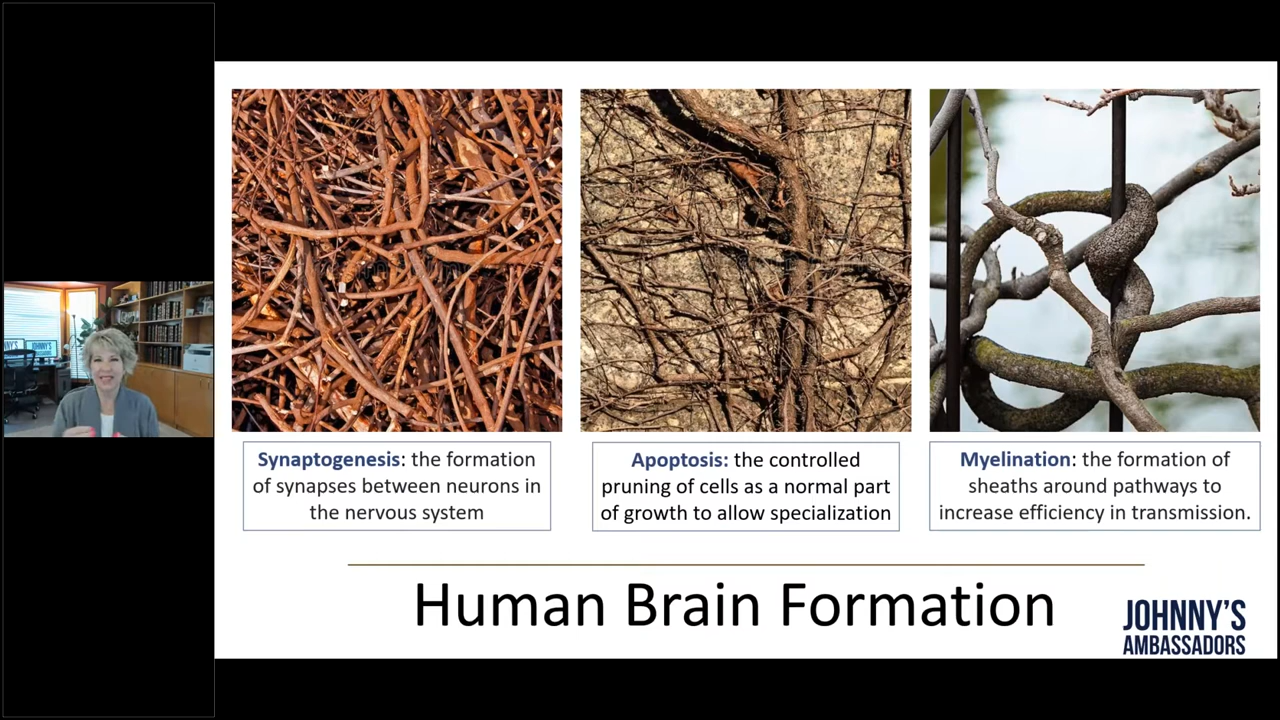 Synaptogenesis: the formation
of synapses between neurons in
the nervous system
Apoptosis: the controlled
pruning of cells as a normal part
of growth to allow specialization
Myelination: the formation of
sheaths around pathways to
increase efficiency in transmission.
Human Brain Formation
JOHNNY'S
AMBASSADORS